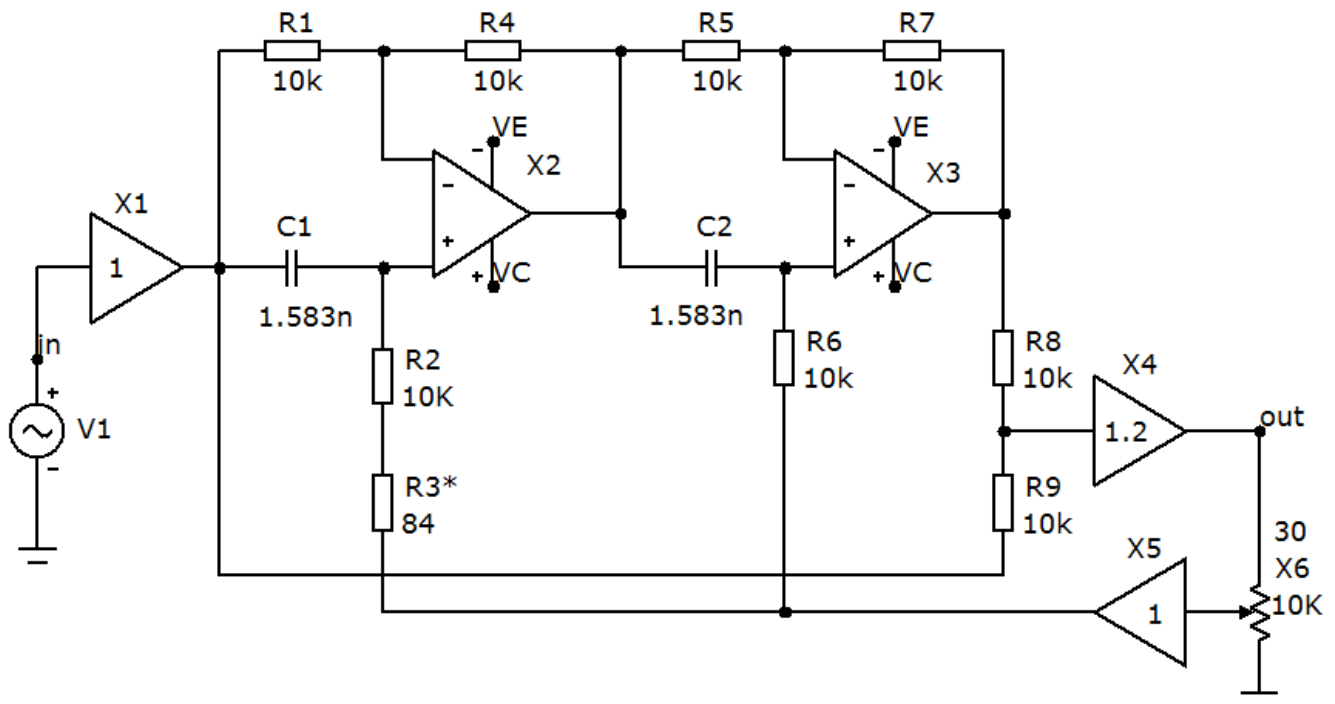 R1
10k
R4
10k
R5
10k
R7
10k
VE
-
X2
VE
-
X3
X1
1
C1
1.583n
-
+
+
VC
C2
1.583n
-
+
+
VC
in
+
V1
-
R2
10K
R3*
84
R6
10k
R8
10k
X4
1.2
out
R9
10k
X5
1
30
X6
10K